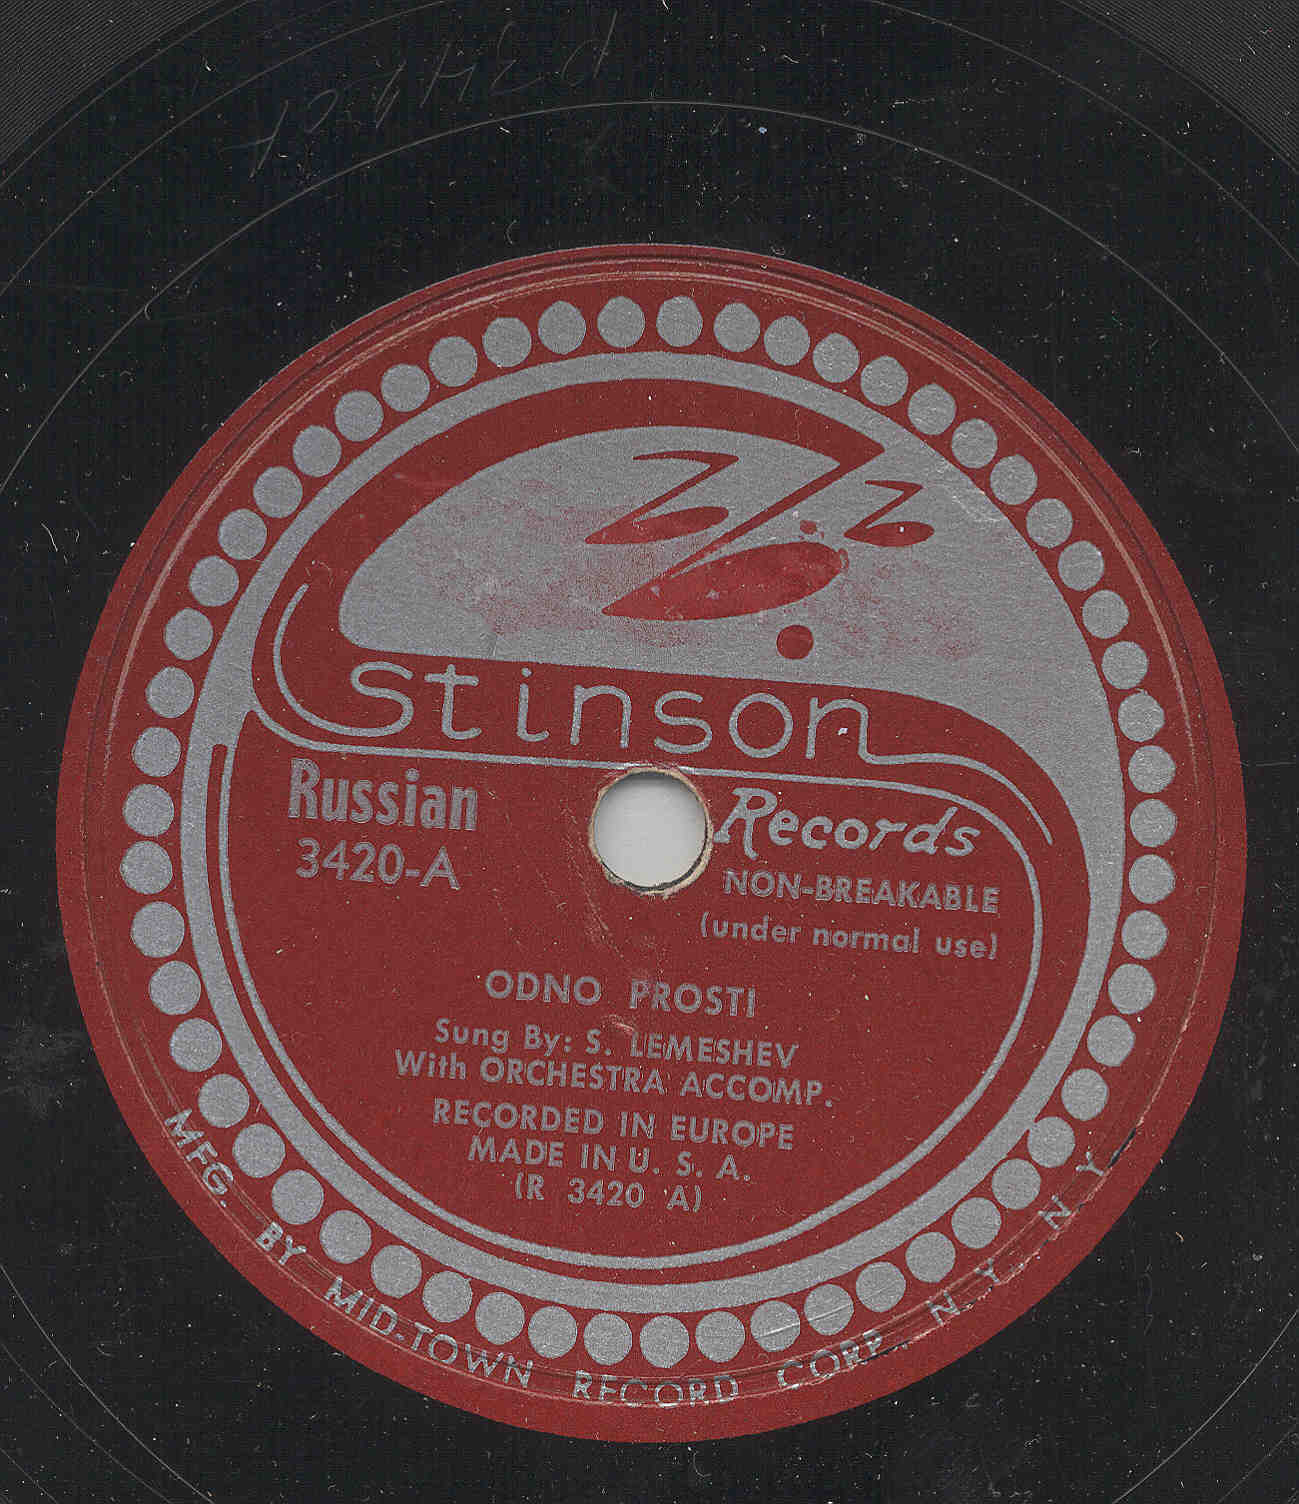 Stinson
Records
Russian
3420-A
NON-BREAKABLE
(under normal use)
ODNO PROSTI
Sung By: S. LEMESHEV
With ORCHESTRA ACCOMP.
RECORDED IN EUROPE
MADE IN U. S. A.
(R 3420 A)
MFG. BY MID-TOWN RECORD CORP. N. Y. N. Y.